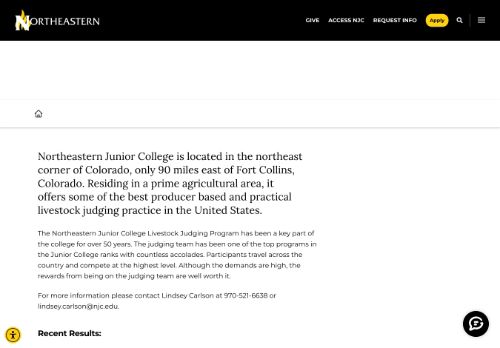 NORTHEASTERN
GIVE ACCESS NJC REQUEST INFO Apply
Northeastern Junior College is located in the northeast
corner of Colorado, only 90 miles east of Fort Collins,
Colorado. Residing in a prime agricultural area, it
offers some of the best producer based and practical
livestock judging practice in the United States.
The Northeastern Junior College Livestock Judging Program has been a key part of
the college for over 50 years. The judging team has been one of the top programs in
the Junior College ranks with countless accolades. Participants travel across the
country and compete at the highest level. Although the demands are high, the
rewards from being on the judging team are well worth it.
For more information please contact Lindsey Carlson at 970-521-6638 or
lindsey.carlson@njc.edu.
Recent Results: